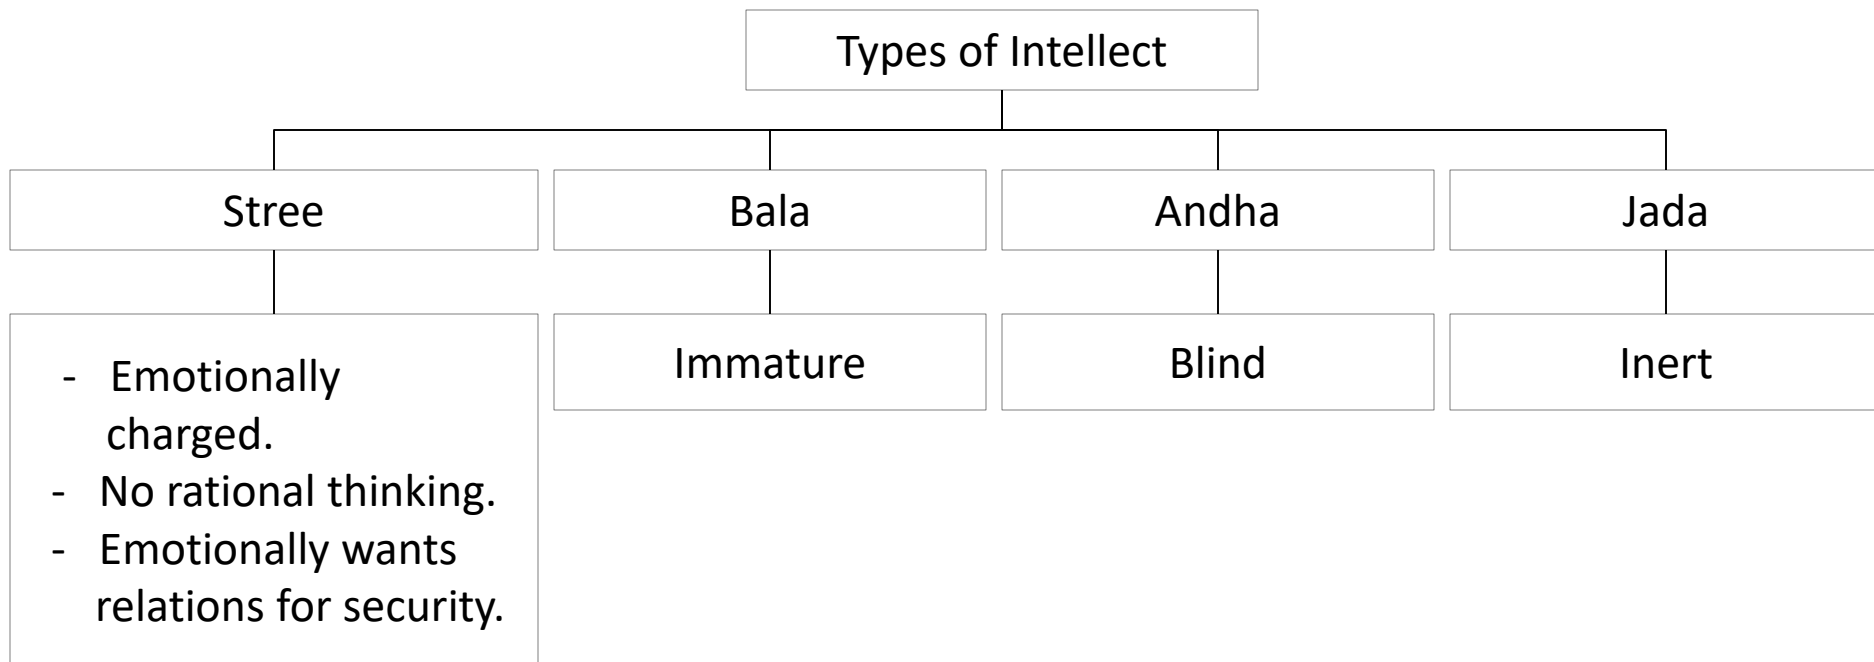 Types of Intellect
Stree
Bala
Andha
Jada
- Emotionally
charged.
- No rational thinking.
- Emotionally wants
relations for security.
Immature
Blind
Inert